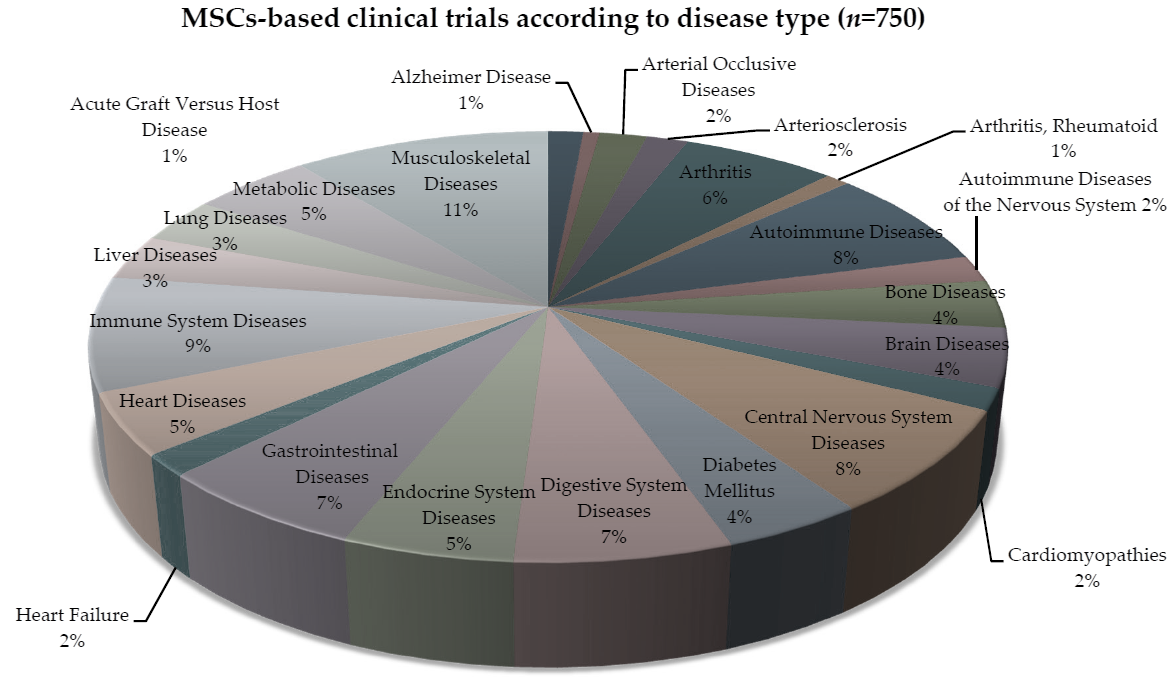 MSCs-based clinical trials according to disease type (n=750)
Acute Graft Versus Host
Disease
1%
Alzheimer Disease
1%
Arterial Occlusive
Diseases
2%
Arteriosclerosis
2%
Arthritis
6%
Arthritis, Rheumatoid
1%
Autoimmune Diseases
8%
Autoimmune Diseases
of the Nervous System 2%
Bone Diseases
4%
Brain Diseases
4%
Cardiomyopathies
2%
Central Nervous System
Diseases
8%
Diabetes
Mellitus
4%
Digestive System
Diseases
7%
Endocrine System
Diseases
5%
Gastrointestinal
Diseases
7%
Heart Failure
2%
Heart Diseases
5%
Immune System Diseases
9%
Liver Diseases
3%
Lung Diseases
3%
Metabolic Diseases
5%
Musculoskeletal
Diseases
11%